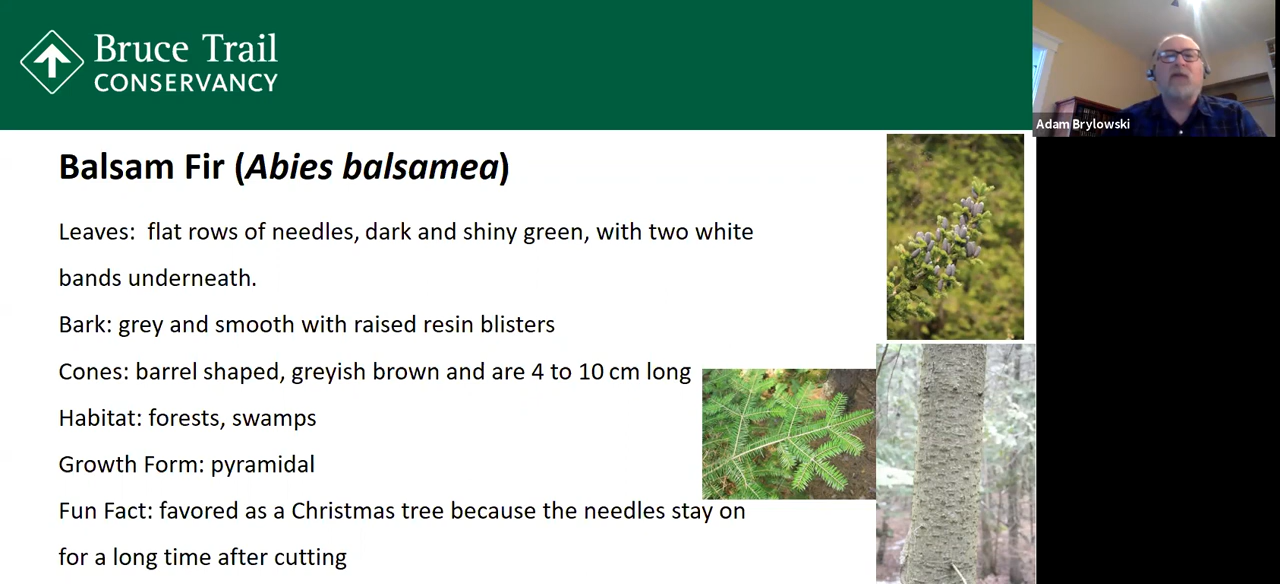 Bruce Trail
CONSERVANCY
Adam Brylowski
Balsam Fir (Abies balsamea)
Leaves:  flat rows of needles, dark and shiny green, with two white
bands underneath.
Bark: grey and smooth with raised resin blisters
Cones: barrel shaped, greyish brown and are 4 to 10 cm long
Habitat: forests, swamps
Growth Form: pyramidal
Fun Fact: favored as a Christmas tree because the needles stay on
for a long time after cutting